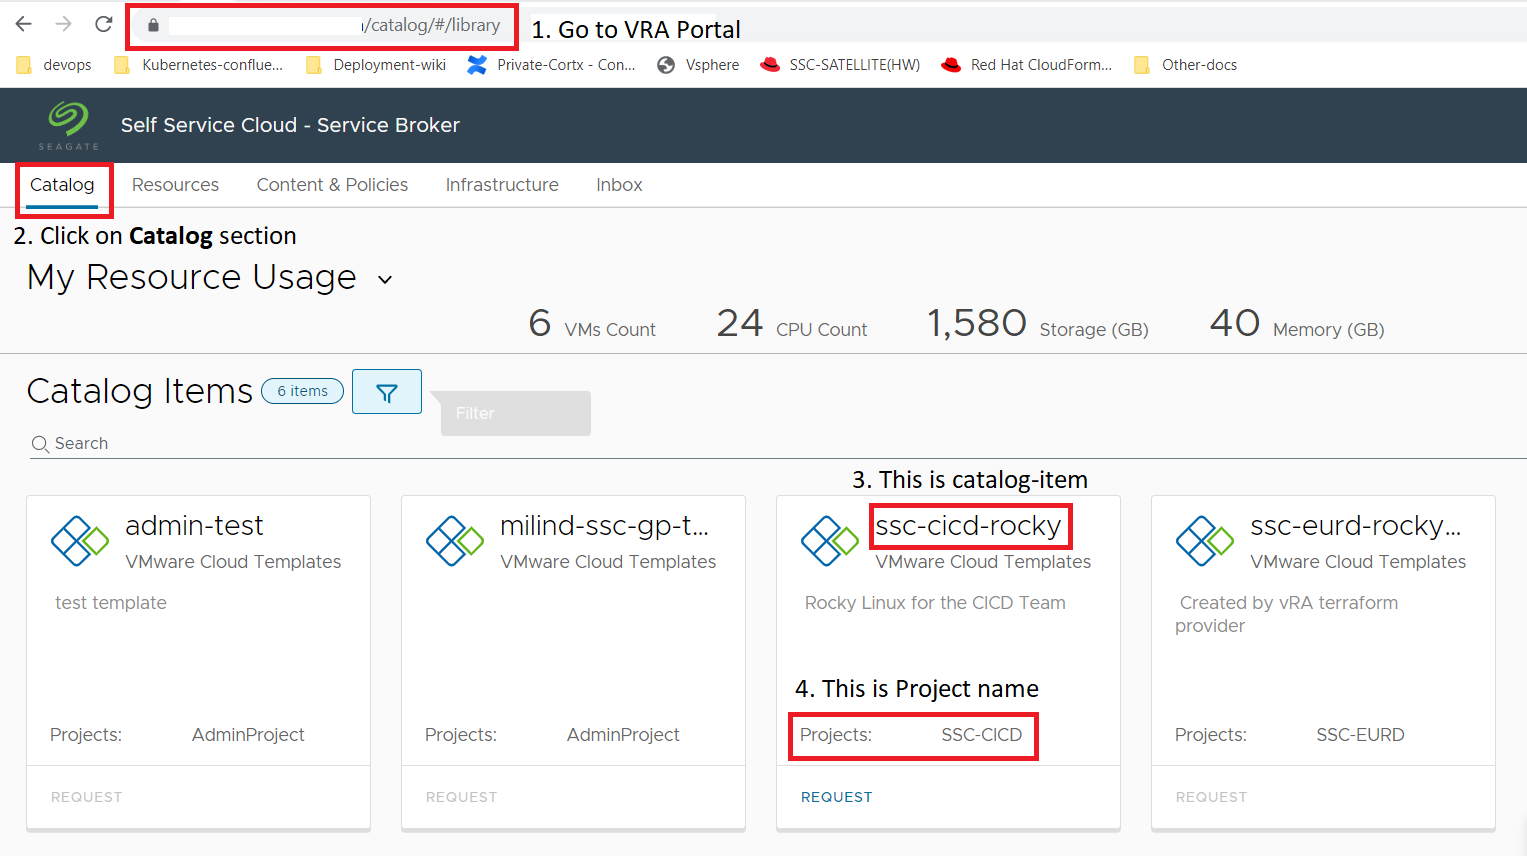 /catalog/#/library
1. Go to VRA Portal
devops
Kubernetes-conflue...
Deployment-wiki
Private-Cortx - Con...
Vsphere
SSC-SATELLITE(HW)
Red Hat CloudForm...
Other-docs
SEAGATE
Self Service Cloud - Service Broker
Catalog
Resources
Content & Policies
Infrastructure
Inbox
2. Click on Catalog section
My Resource Usage
6 VMs Count
24 CPU Count
1,580 Storage (GB)
40 Memory (GB)
Catalog Items
6 items
Filter
Search
3. This is catalog-item
admin-test
VMware Cloud Templates
test template
Projects: AdminProject
REQUEST
milind-ssc-gp-t...
VMware Cloud Templates
Projects: AdminProject
REQUEST
ssc-cicd-rocky
VMware Cloud Templates
Rocky Linux for the CICD Team
4. This is Project name
Projects: SSC-CICD
REQUEST
ssc-eurd-rocky...
VMware Cloud Templates
Created by vRA terraform
provider
Projects: SSC-EURD
REQUEST